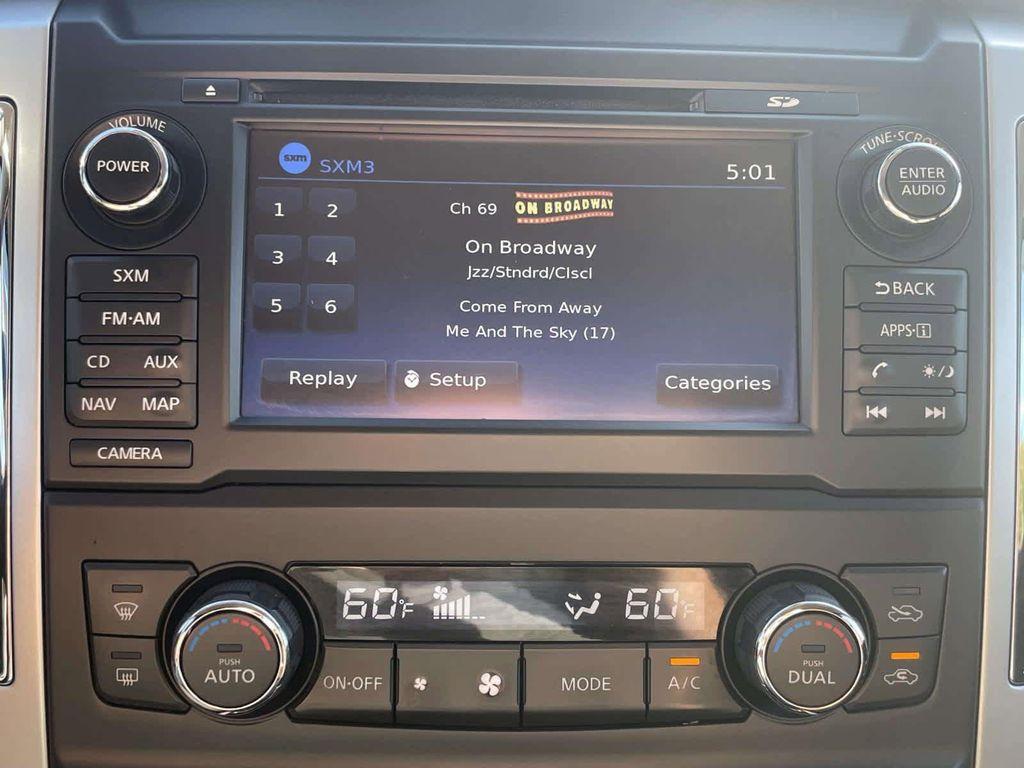 SD
VOLUME
POWER
sxm SXM3
5:01
TUNE·SCROLL
ENTER
AUDIO
1 2
3 4
5 6
Ch 69 ON BROADWAY
On Broadway
Jzz/Stndrd/Clscl
Come From Away
Me And The Sky (17)
Replay
Setup
Categories
SXM
FM·AM
CD AUX
NAV MAP
CAMERA
BACK
APPS·i
60°F
60°F
PUSH
AUTO
ON·OFF
MODE
A/C
PUSH
DUAL